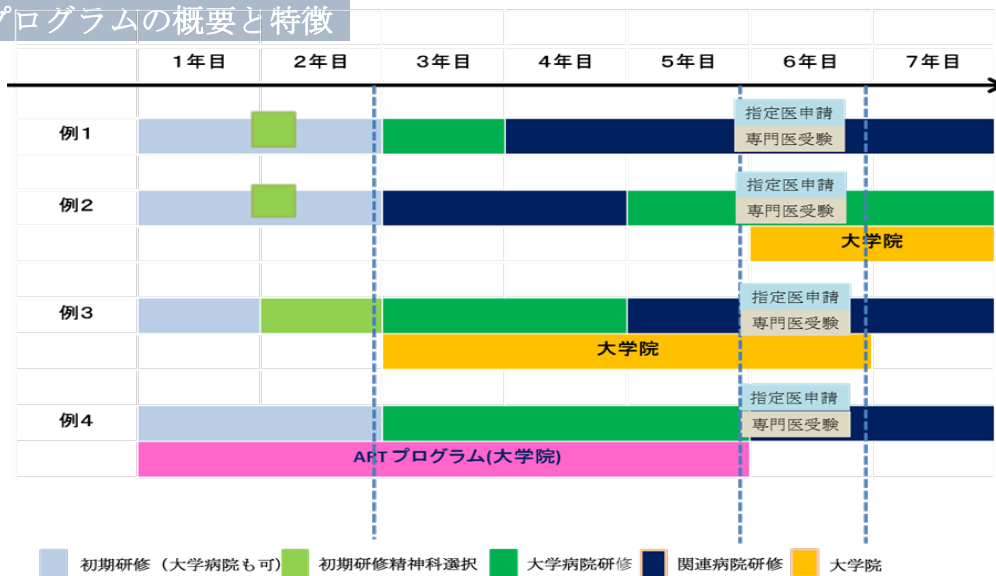 プログラムの概要と特徴
1年目 2年目 3年目 4年目 5年目 6年目 7年目
例1
指定医申請
専門医受験
例2
指定医申請
専門医受験
大学院
例3
指定医申請
専門医受験
大学院
例4
指定医申請
専門医受験
ARTプログラム(大学院)
初期研修（大学病院も可) 初期研修精神科選択 大学病院研修 関連病院研修 大学院